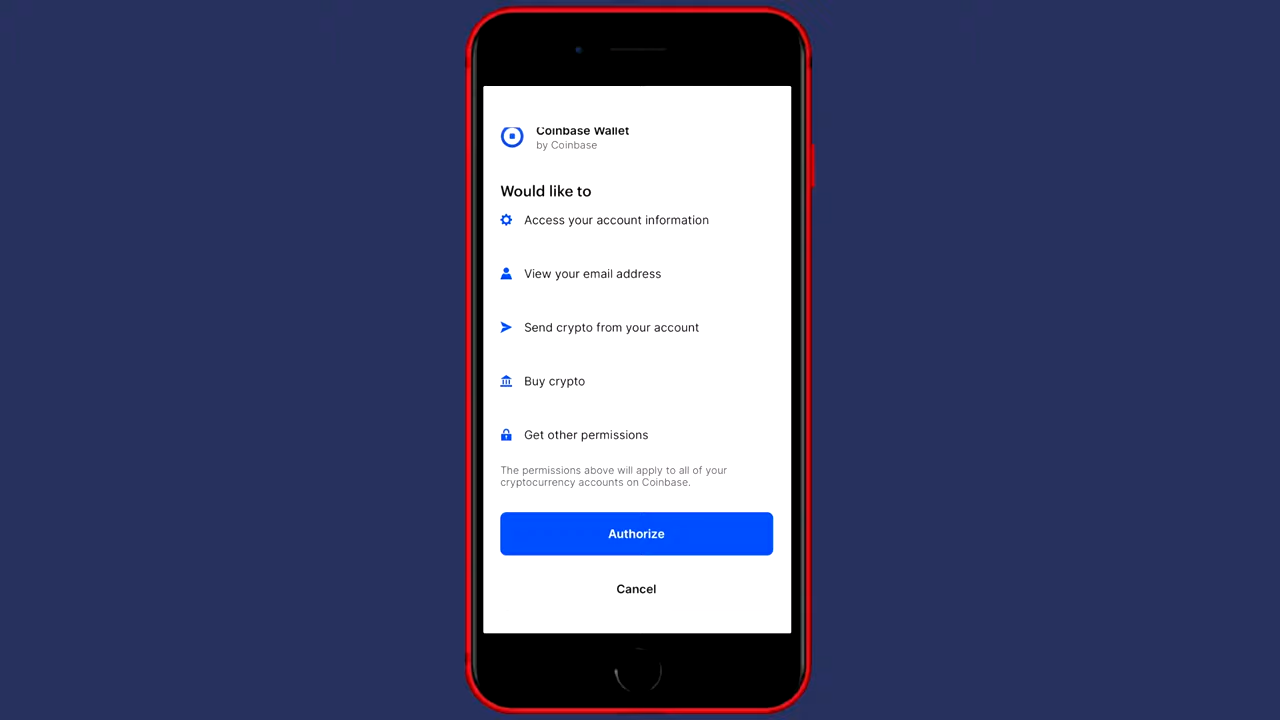 Coinbase Wallet
by Coinbase
Would like to
Access your account information
View your email address
Send crypto from your account
Buy crypto
Get other permissions
The permissions above will apply to all of your
cryptocurrency accounts on Coinbase.
Authorize
Cancel